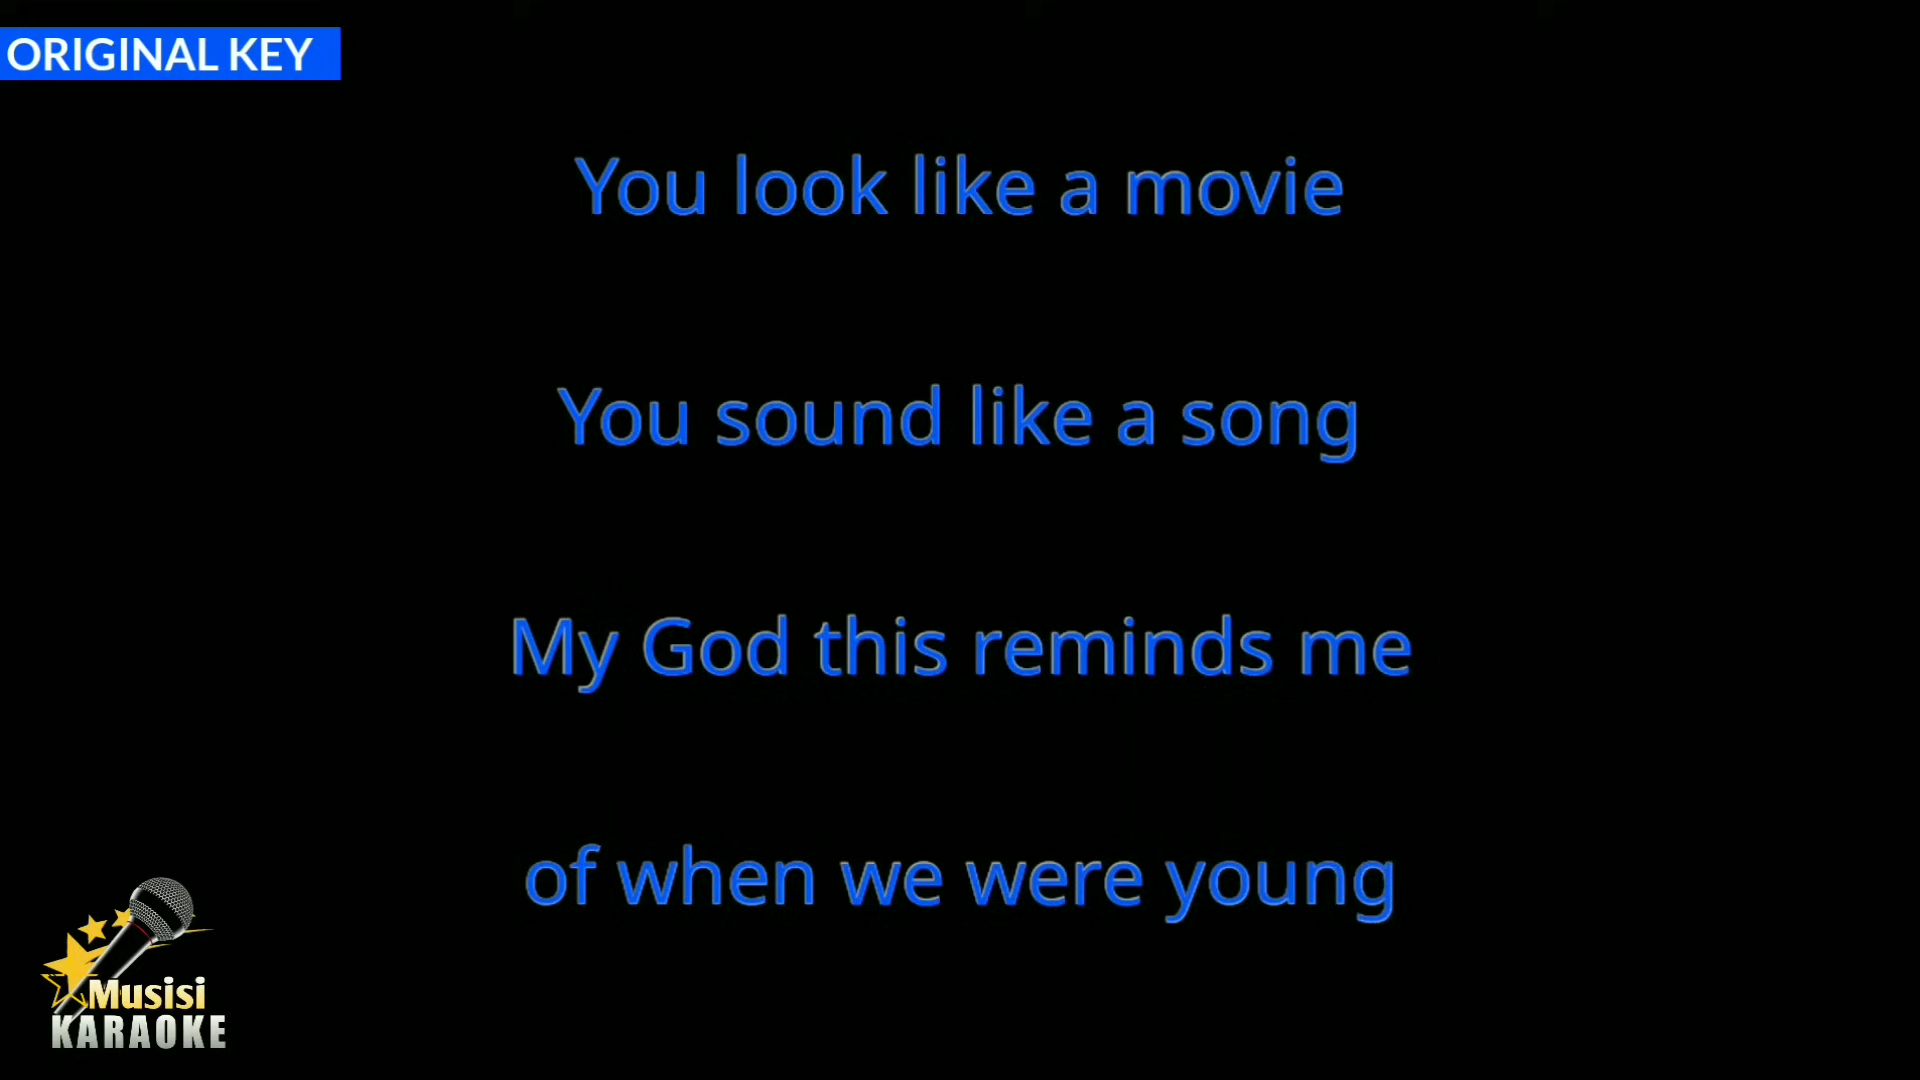 ORIGINAL KEY
You look like a movie
You sound like a song
My God this reminds me
of when we were young
Musisi
KARAOKE